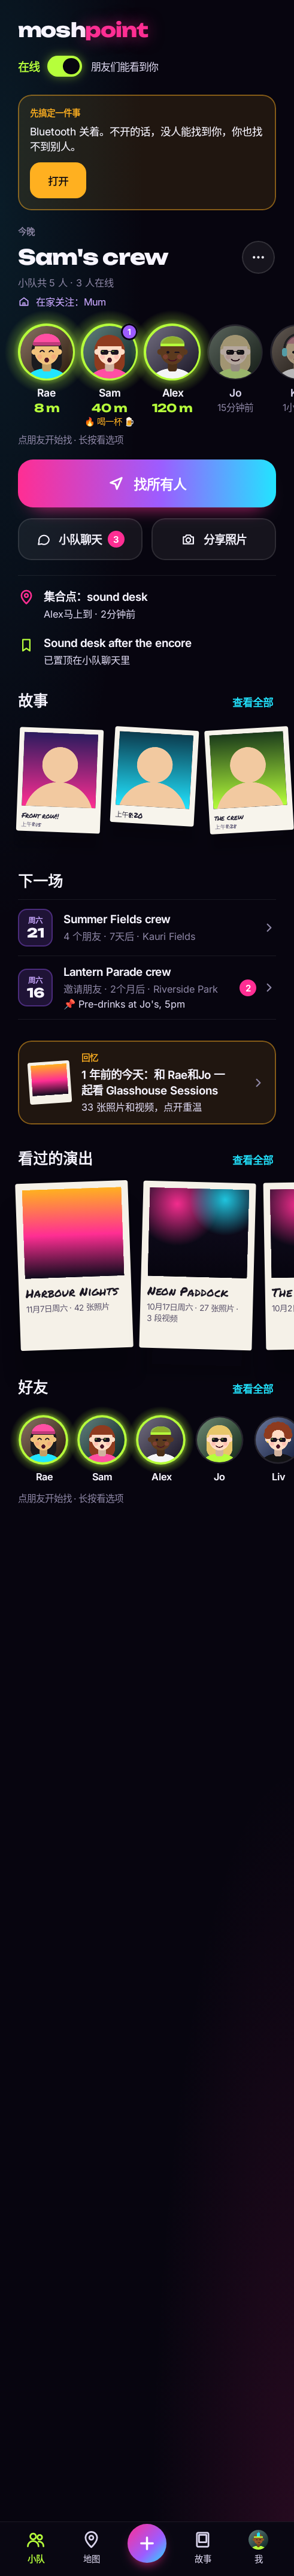 moshpoint
在线 朋友们能看到你
先搞定一件事
Bluetooth 关着。不开的话，没人能找到你，你也找
不到别人。
打开
今晚
Sam's crew
小队共 5 人 · 3 人在线
在家关注：Mum
1
Rae Sam Alex Jo
8 m 40 m 120 m 15分钟前
🔥 喝一杯 🍺
点朋友开始找 · 长按看选项
找所有人
小队聊天 3 分享照片
集合点：sound desk
Alex马上到 · 2分钟前
Sound desk after the encore
已置顶在小队聊天里
故事 查看全部
Front row!!
the crew
下一场
周六
21
Summer Fields crew
4 个朋友 · 7天后 · Kauri Fields
周六
16
Lantern Parade crew
邀请朋友 · 2个月后 · Riverside Park
📌 Pre-drinks at Jo's, 5pm
2
回忆
1 年前的今天：和 Rae和Jo 一
起看 Glasshouse Sessions
33 张照片和视频，点开重温
看过的演出 查看全部
Harbour Nights
11月7日周六 · 42 张照片
Neon Paddock
10月17日周六 · 27 张照片 ·
3 段视频
The
好友 查看全部
Rae Sam Alex Jo Liv
点朋友开始找 · 长按看选项
小队 地图 故事 我